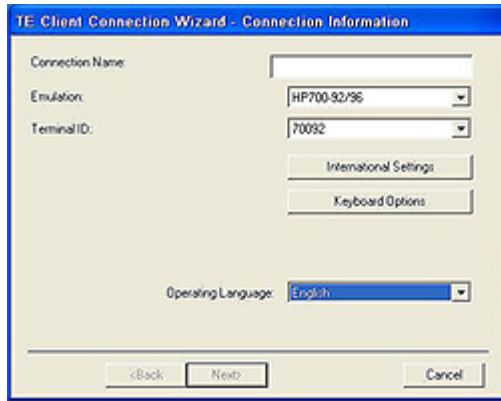 TE Client Connection Wizard - Connection Information
Connection Name:
Emulation: HP700-92/96
Terminal ID: 70092
International Settings
Keyboard Options
Operating Language: English
<Back Next> Cancel